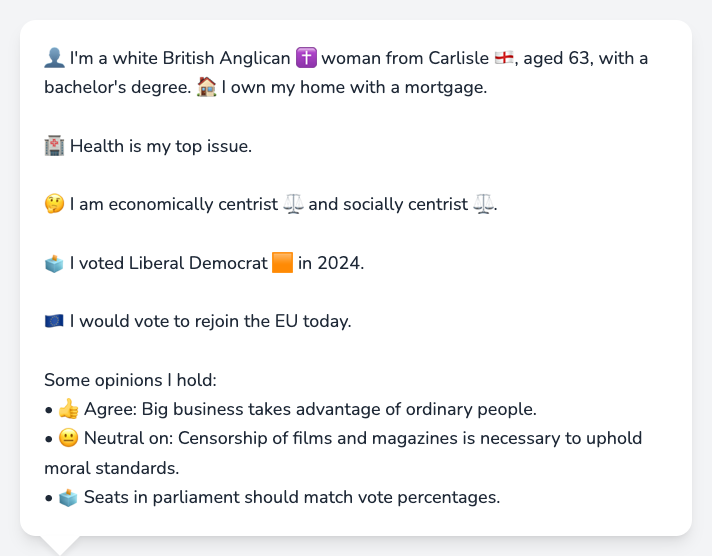 👤 I'm a white British Anglican ✝️ woman from Carlisle 🏴󠁧󠁢󠁥󠁮󠁧󠁿, aged 63, with a
bachelor's degree. 🏠 I own my home with a mortgage.
🏥 Health is my top issue.
🤔 I am economically centrist ⚖️ and socially centrist ⚖️.
🗳️ I voted Liberal Democrat 🟧 in 2024.
🇪🇺 I would vote to rejoin the EU today.
Some opinions I hold:
• 👍 Agree: Big business takes advantage of ordinary people.
• 😐 Neutral on: Censorship of films and magazines is necessary to uphold
moral standards.
• 🗳️ Seats in parliament should match vote percentages.